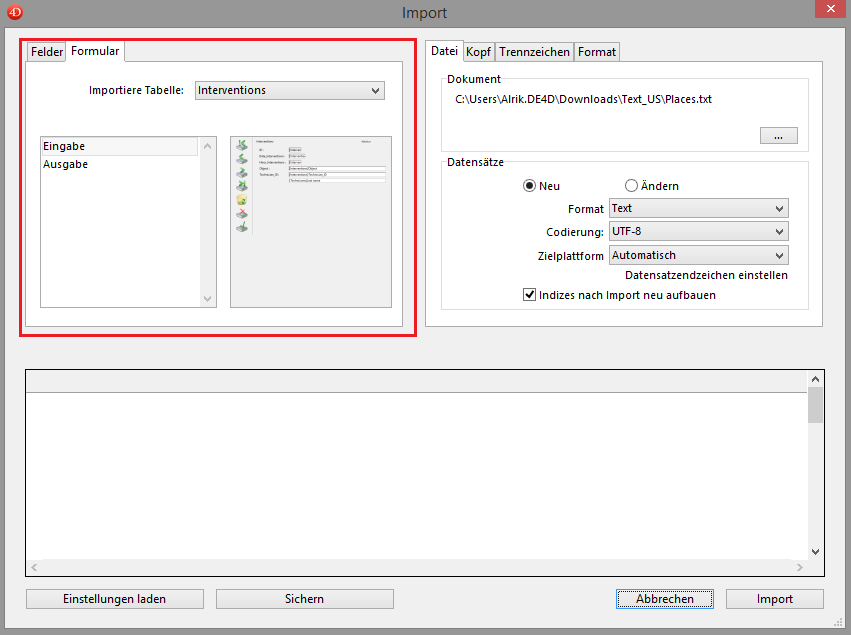 4D
Import
Felder
Formular
Importiere Tabelle:
Interventions
Eingabe
Ausgabe
Datei
Kopf
Trennzeichen
Format
Dokument
C:\Users\Alrik.DE4D\Downloads\Text_US\Places.txt
...
Datensätze
Neu
Ändern
Format
Text
Codierung:
UTF-8
Zielplattform
Automatisch
Datensatzendzeichen einstellen
Indizes nach Import neu aufbauen
Einstellungen laden
Sichern
Abbrechen
Import